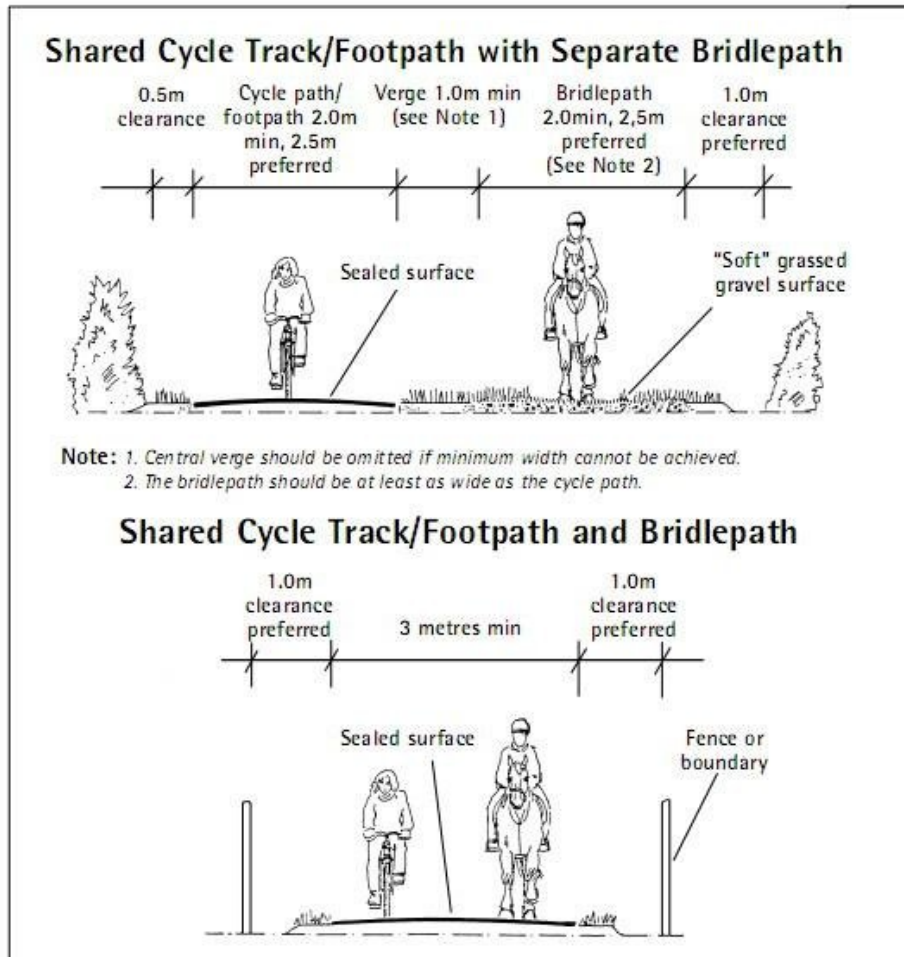 Shared Cycle Track/Footpath with Separate Bridlepath
0.5m
clearance
Cycle path/
footpath 2.0m
min, 2.5m
preferred
Verge 1.0m min
(see Note 1)
Bridlepath
2.0min, 2,5m
preferred
(See Note 2)
1.0m
clearance
preferred
Sealed surface
"Soft" grassed
gravel surface
Note: 1. Central verge should be omitted if minimum width cannot be achieved.
2. The bridlepath should be at least as wide as the cycle path.
Shared Cycle Track/Footpath and Bridlepath
1.0m
clearance
preferred
3 metres min
1.0m
clearance
preferred
Sealed surface
Fence or
boundary